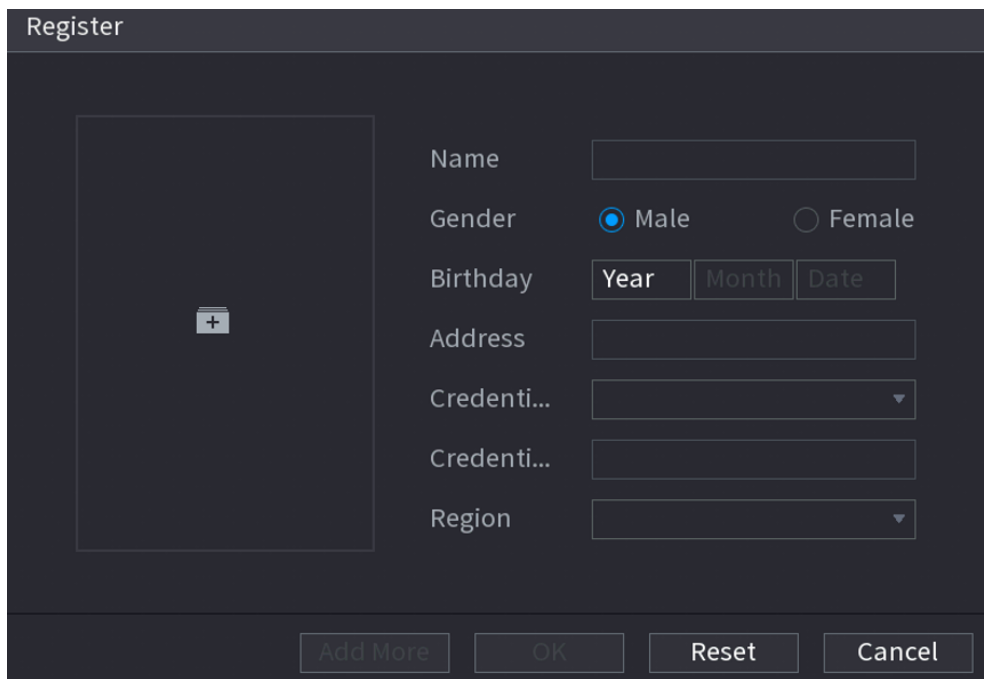 Register
Name
Gender Male Female
Birthday Year Month Date
Address
Credenti...
Credenti...
Region
Add More OK Reset Cancel